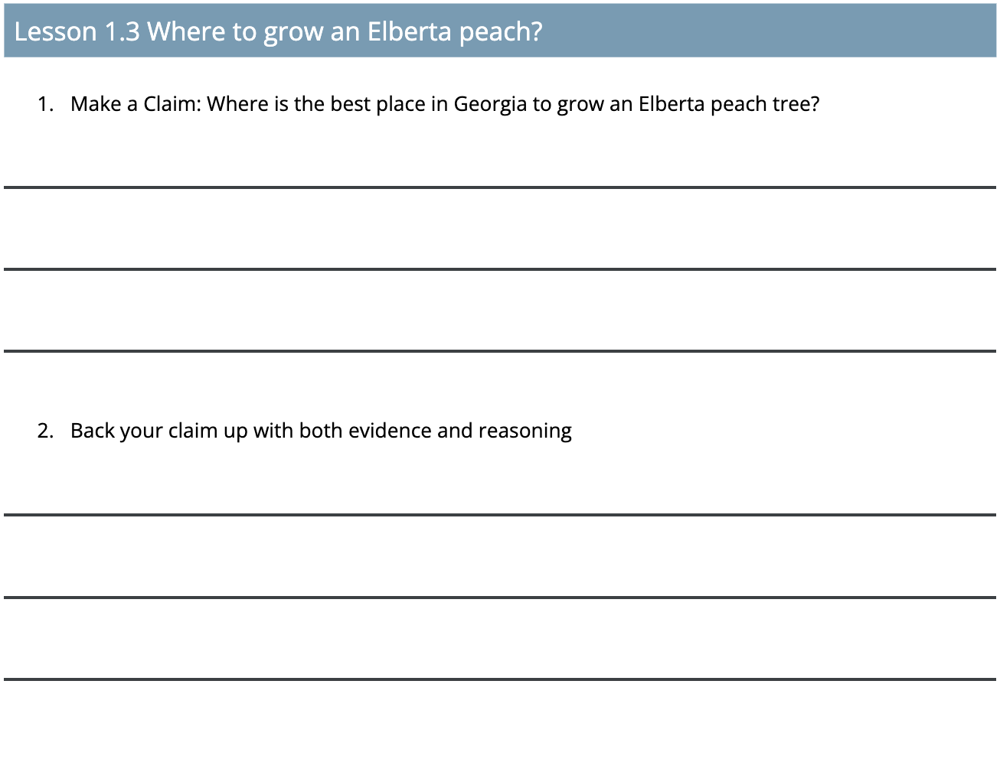 Lesson 1.3 Where to grow an Elberta peach?
1. Make a Claim: Where is the best place in Georgia to grow an Elberta peach tree?
2. Back your claim up with both evidence and reasoning